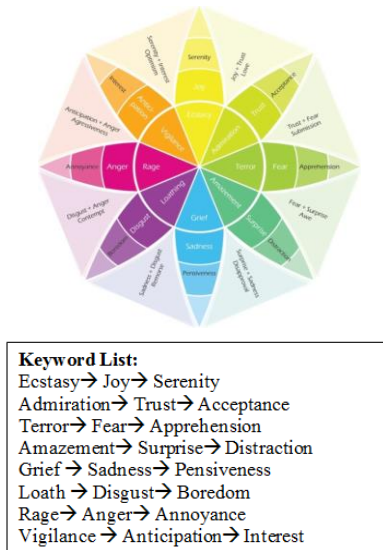 Serenity
Joy
Ecstasy
Serenity + Interest
Optimism
Joy + Trust
Love
Interest
Anticipation
Vigilance
Admiration
Trust
Acceptance
Anticipation + Anger
Aggressiveness
Trust + Fear
Submission
Annoyance
Anger
Rage
Terror
Fear
Apprehension
Disgust + Anger
Contempt
Loathing
Disgust
Boredom
Grief
Sadness
Pensiveness
Amazement
Surprise
Distraction
Fear + Surprise
Awe
Sadness + Disgust
Remorse
Surprise + Sadness
Disapproval
Keyword List:
Ecstasy→ Joy→ Serenity
Admiration→ Trust→ Acceptance
Terror→ Fear→ Apprehension
Amazement→ Surprise→ Distraction
Grief → Sadness→ Pensiveness
Loath→ Disgust→ Boredom
Rage→ Anger→ Annoyance
Vigilance → Anticipation→ Interest